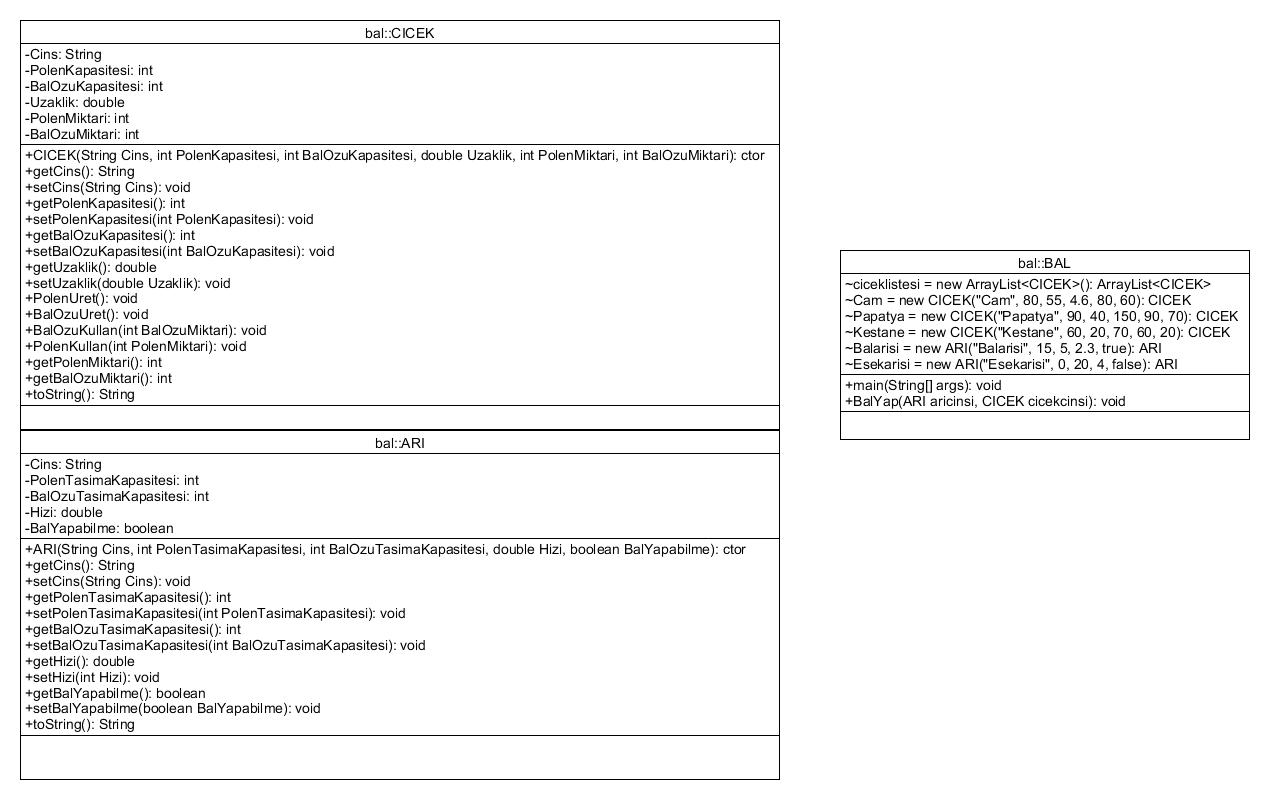 bal::CICEK
-Cins: String
-PolenKapasitesi: int
-BalOzuKapasitesi: int
-Uzaklik: double
-PolenMiktari: int
-BalOzuMiktari: int
+CICEK(String Cins, int PolenKapasitesi, int BalOzuKapasitesi, double Uzaklik, int PolenMiktari, int BalOzuMiktari): ctor
+getCins(): String
+setCins(String Cins): void
+getPolenKapasitesi(): int
+setPolenKapasitesi(int PolenKapasitesi): void
+getBalOzuKapasitesi(): int
+setBalOzuKapasitesi(int BalOzuKapasitesi): void
+getUzaklik(): double
+setUzaklik(double Uzaklik): void
+PolenUret(): void
+BalOzuUret(): void
+BalOzuKullan(int BalOzuMiktari): void
+PolenKullan(int PolenMiktari): void
+getPolenMiktari(): int
+getBalOzuMiktari(): int
+toString(): String
bal::ARI
-Cins: String
-PolenTasimaKapasitesi: int
-BalOzuTasimaKapasitesi: int
-Hizi: double
-BalYapabilme: boolean
+ARI(String Cins, int PolenTasimaKapasitesi, int BalOzuTasimaKapasitesi, double Hizi, boolean BalYapabilme): ctor
+getCins(): String
+setCins(String Cins): void
+getPolenTasimaKapasitesi(): int
+setPolenTasimaKapasitesi(int PolenTasimaKapasitesi): void
+getBalOzuTasimaKapasitesi(): int
+setBalOzuTasimaKapasitesi(int BalOzuTasimaKapasitesi): void
+getHizi(): double
+setHizi(int Hizi): void
+getBalYapabilme(): boolean
+setBalYapabilme(boolean BalYapabilme): void
+toString(): String
bal::BAL
~ciceklistesi = new ArrayList<CICEK>(): ArrayList<CICEK>
~Cam = new CICEK("Cam", 80, 55, 4.6, 80, 60): CICEK
~Papatya = new CICEK("Papatya", 90, 40, 150, 90, 70): CICEK
~Kestane = new CICEK("Kestane", 60, 20, 70, 60, 20): CICEK
~Balarisi = new ARI("Balarisi", 15, 5, 2.3, true): ARI
~Esekarisi = new ARI("Esekarisi", 0, 20, 4, false): ARI
+main(String[] args): void
+BalYap(ARI aricinsi, CICEK cicekcinsi): void